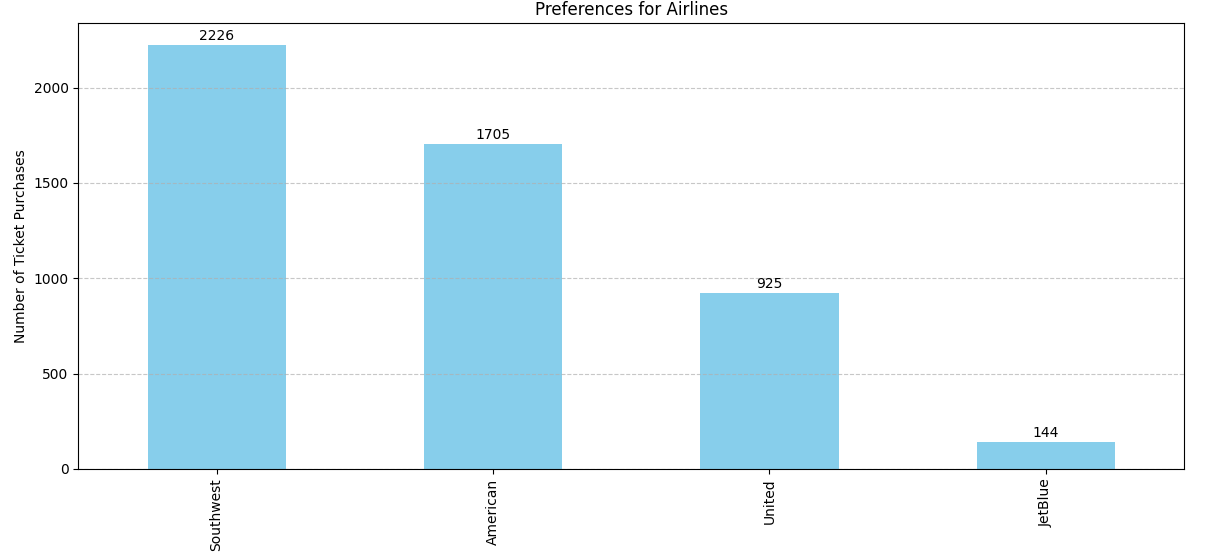 Preferences for Airlines
Number of Ticket Purchases
2000
1500
1000
500
0
2226
1705
925
144
Southwest
American
United
JetBlue